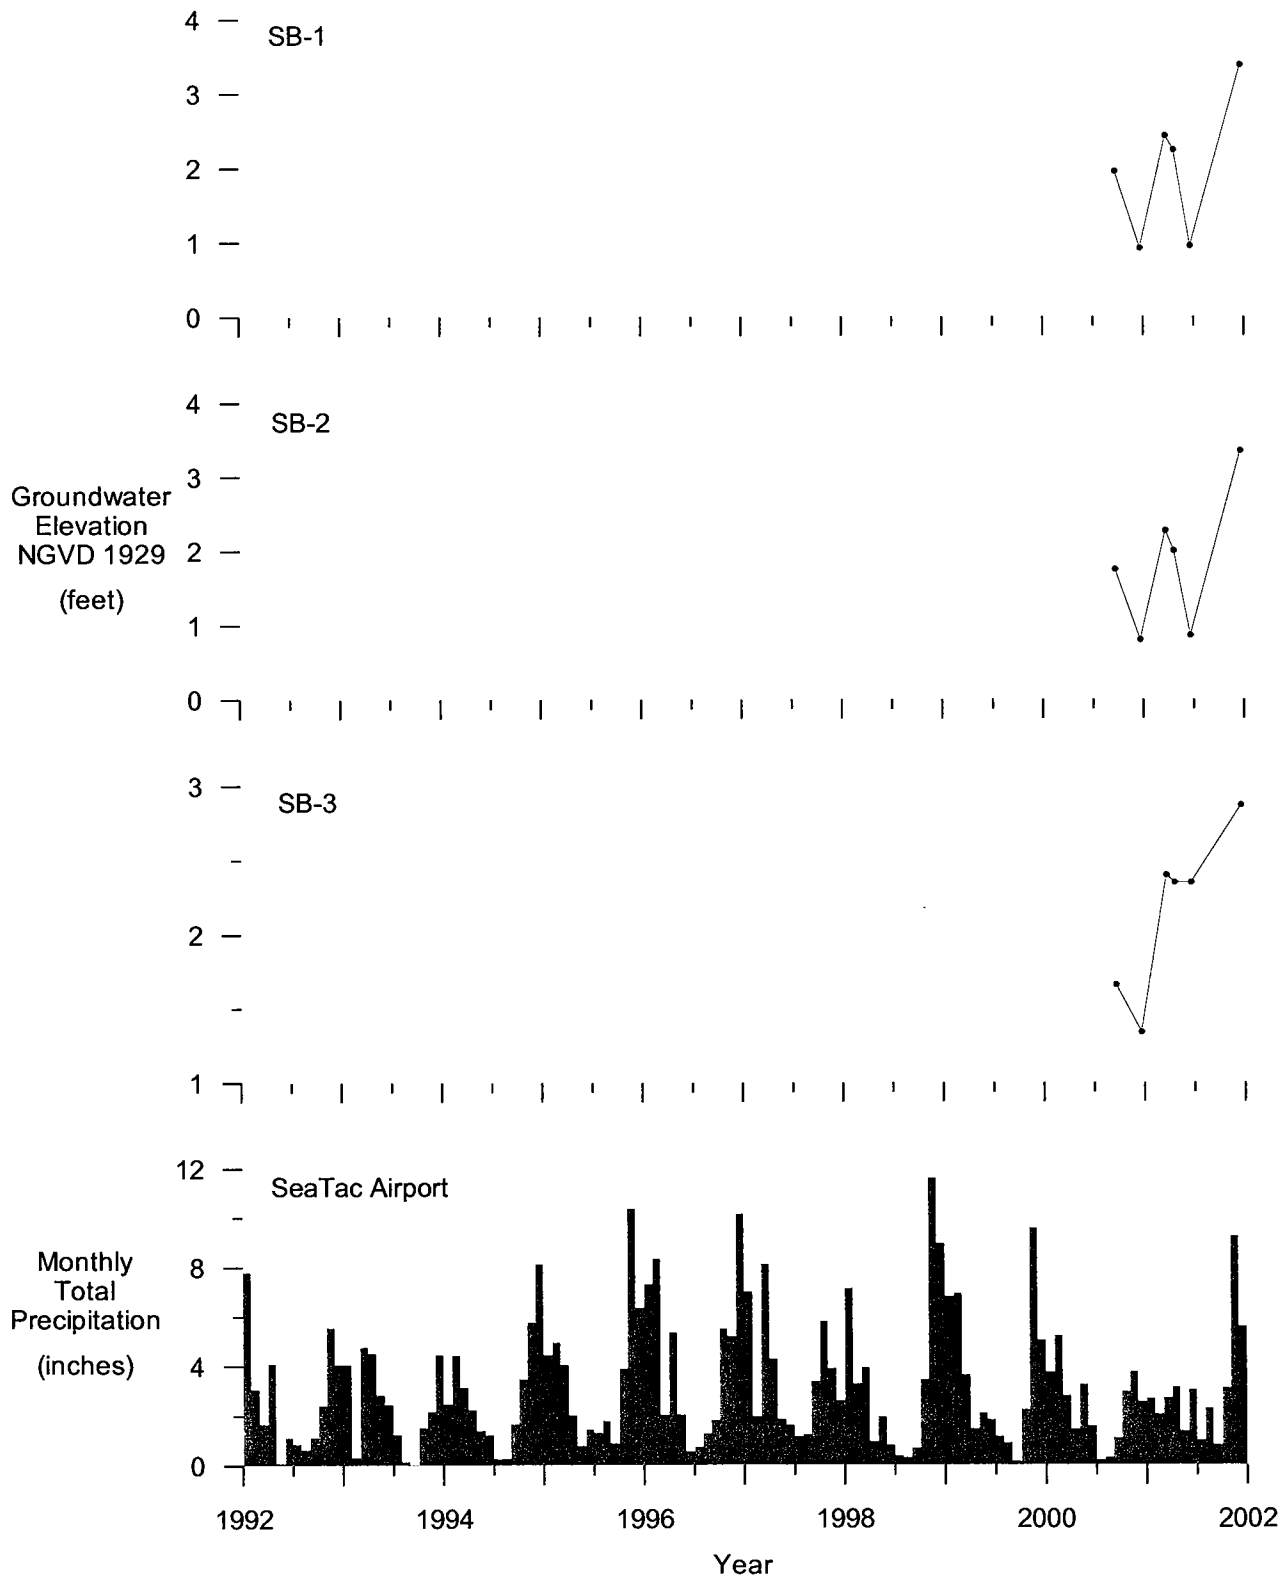 4
SB-1
3
2
1
0
4
SB-2
3
Groundwater
Elevation
NGVD 1929
(feet)
2
1
0
3
SB-3
2
1
12
SeaTac Airport
Monthly
Total
Precipitation
(inches)
8
4
0
1992 1994 1996 1998 2000 2002
Year